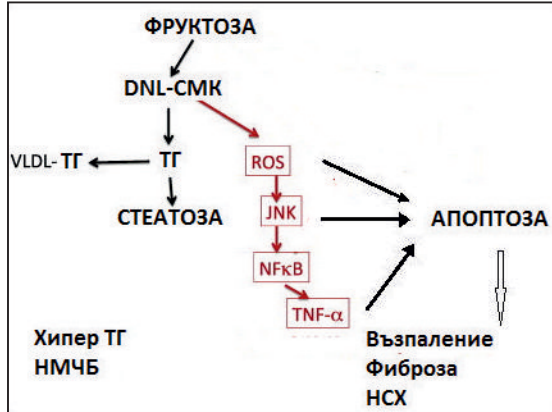 ФРУКТОЗА
DNL-СМК
VLDL-ТГ
ТГ
ROS
СТЕАТОЗА
JNK
АПОПТОЗА
NFκB
TNF-α
Хипер ТГ
НМЧБ
Възпаление
Фиброза
НСХ